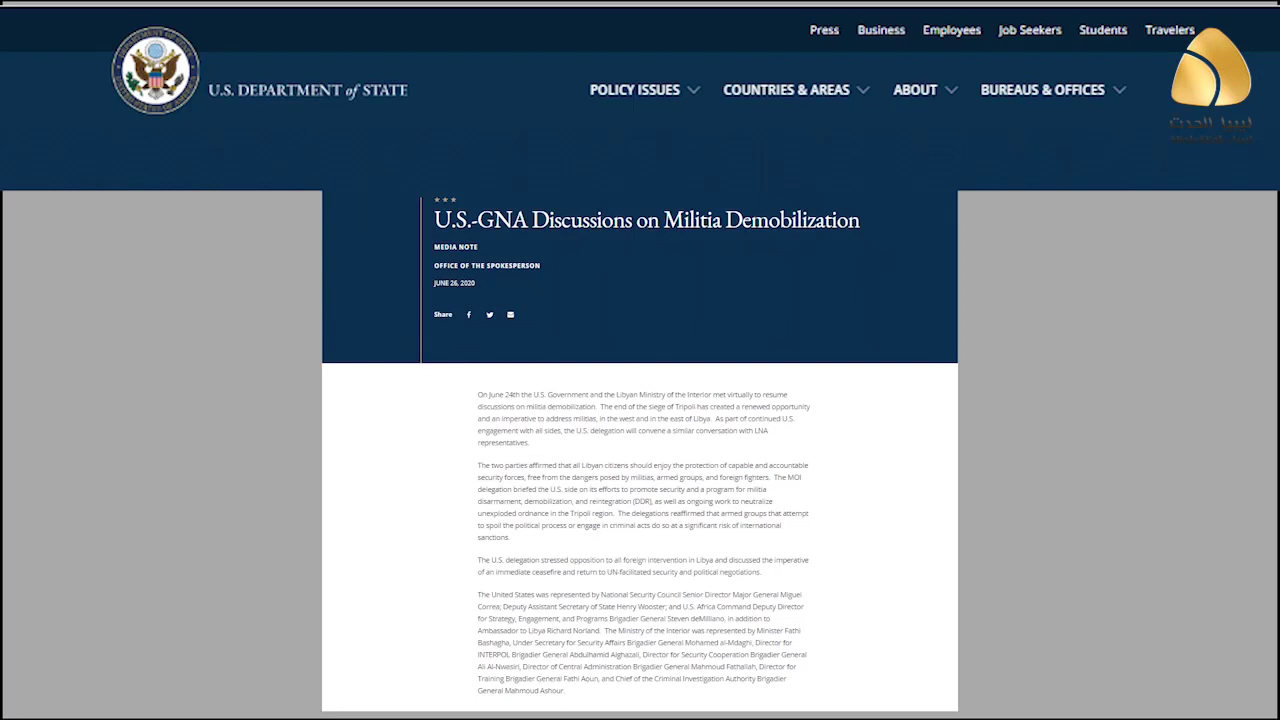 Press Business Employees Job Seekers Students Travelers
U.S. DEPARTMENT of STATE
POLICY ISSUES COUNTRIES & AREAS ABOUT BUREAUS & OFFICES
ليبيا الحدث
U.S.-GNA Discussions on Militia Demobilization
MEDIA NOTE
OFFICE OF THE SPOKESPERSON
JUNE 26, 2020
Share
On June 24th the U.S. Government and the Libyan Ministry of the Interior met virtually to resume
discussions on militia demobilization. The end of the siege of Tripoli has created a renewed opportunity
and an imperative to address militias, in the west and in the east of Libya. As part of continued U.S.
engagement with all sides, the U.S. delegation will convene a similar conversation with LNA
representatives.
The two parties affirmed that all Libyan citizens should enjoy the protection of capable and accountable
security forces, free from the dangers posed by militias, armed groups, and foreign fighters. The MOI
delegation briefed the U.S. side on its efforts to promote security and a program for militia
disarmament, demobilization, and reintegration (DDR), as well as ongoing work to neutralize
unexploded ordnance in the Tripoli region. The delegations reaffirmed that armed groups that attempt
to spoil the political process or engage in criminal acts do so at a significant risk of international
sanctions.
The U.S. delegation stressed opposition to all foreign intervention in Libya and discussed the imperative
of an immediate ceasefire and return to UN-facilitated security and political negotiations.
The United States was represented by National Security Council Senior Director Major General Miguel
Correa; Deputy Assistant Secretary of State Henry Wooster; and U.S. Africa Command Deputy Director
for Strategy, Engagement, and Programs Brigadier General Steven deMilliano, in addition to
Ambassador to Libya Richard Norland. The Ministry of the Interior was represented by Minister Fathi
Bashagha, Under Secretary for Security Affairs Brigadier General Mohamed al-Mdaghi, Director for
INTERPOL Brigadier General Abdulhamid Alghazali, Director for Security Cooperation Brigadier General
Ali Al-Nwasiri, Director of Central Administration Brigadier General Mahmoud Fathallah, Director for
Training Brigadier General Fathi Aoun, and Chief of the Criminal Investigation Authority Brigadier
General Mahmoud Ashour.